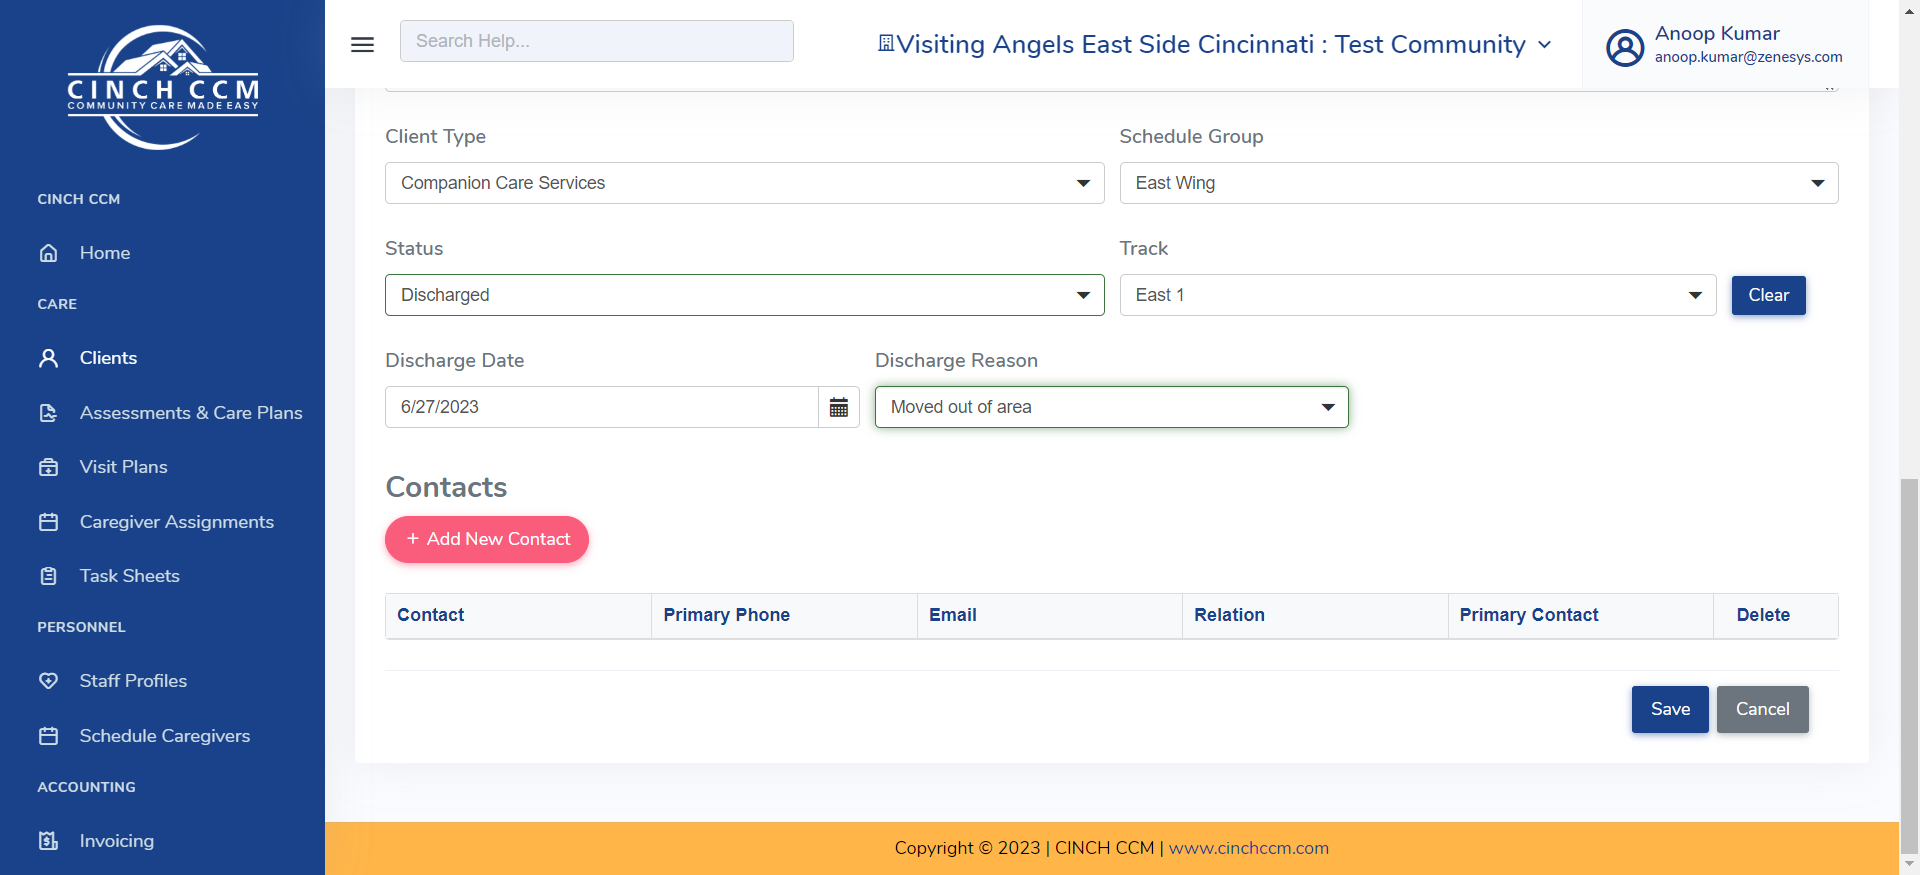 CINCH CCM
COMMUNITY CARE MADE EASY
CINCH CCM
Home
CARE
Clients
Assessments & Care Plans
Visit Plans
Caregiver Assignments
Task Sheets
PERSONNEL
Staff Profiles
Schedule Caregivers
ACCOUNTING
Invoicing
Search Help...
Visiting Angels East Side Cincinnati : Test Community
Anoop Kumar
anoop.kumar@zenesys.com
Client Type
Schedule Group
Companion Care Services
East Wing
Status
Track
Discharged
East 1
Clear
Discharge Date
Discharge Reason
6/27/2023
Moved out of area
Contacts
+ Add New Contact
Contact Primary Phone Email Relation Primary Contact Delete
Save Cancel
Copyright © 2023 | CINCH CCM | www.cinchccm.com